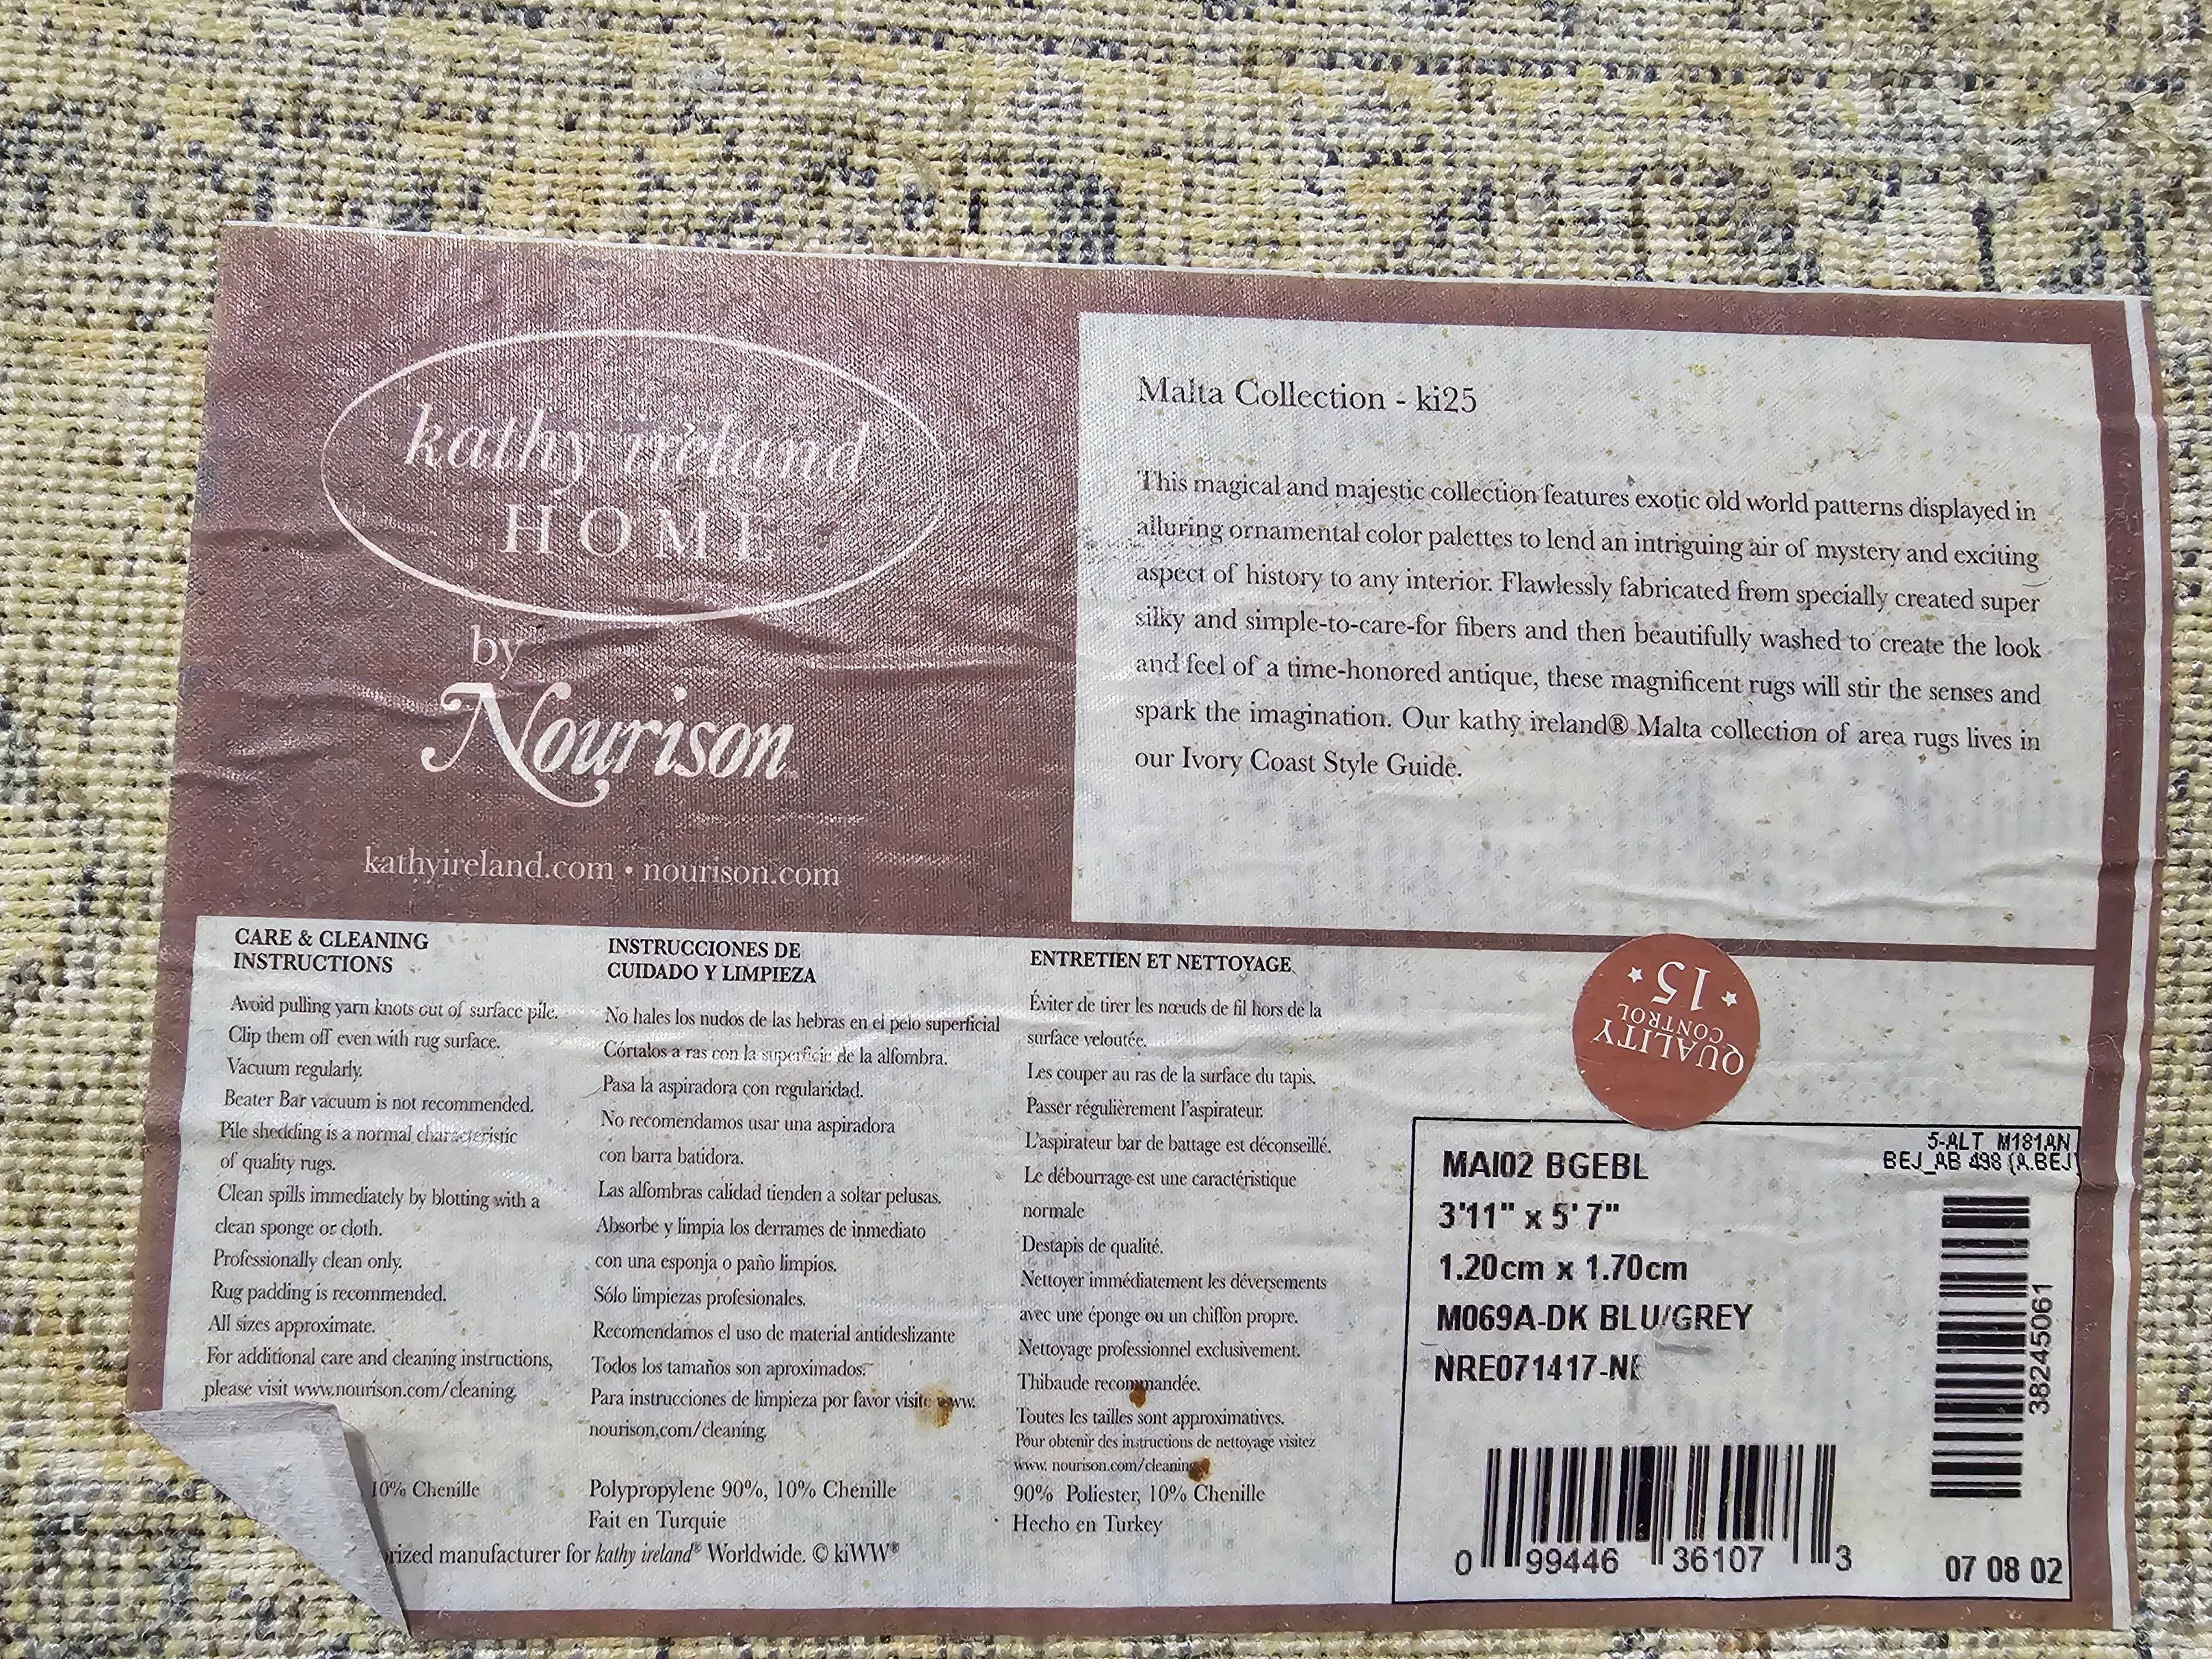 kathy ireland
HOME
by
Nourison
kathyireland.com • nourison.com
Malta Collection - ki25
This magical and majestic collection features exotic old world patterns displayed in
alluring ornamental color palettes to lend an intriguing air of mystery and exciting
aspect of history to any interior. Flawlessly fabricated from specially created super
silky and simple-to-care-for fibers and then beautifully washed to create the look
and feel of a time-honored antique, these magnificent rugs will stir the senses and
spark the imagination. Our kathy ireland® Malta collection of area rugs lives in
our Ivory Coast Style Guide.
CARE & CLEANING
INSTRUCTIONS
Avoid pulling yarn knots out of surface pile.
Clip them off even with rug surface.
Vacuum regularly.
Beater Bar vacuum is not recommended.
Pile shedding is a normal characteristic
of quality rugs.
Clean spills immediately by blotting with a
clean sponge or cloth.
Professionally clean only.
Rug padding is recommended.
All sizes approximate.
For additional care and cleaning instructions,
please visit www.nourison.com/cleaning.
10% Chenille
INSTRUCCIONES DE
CUIDADO Y LIMPIEZA
No hales los nudos de las hebras en el pelo superficial
Córtalos a ras con la superficie de la alfombra.
Pasa la aspiradora con regularidad.
No recomendamos usar una aspiradora
con barra batidora.
Las alfombras calidad tienden a soltar pelusas.
Absorbe y limpia los derrames de inmediato
con una esponja o paño limpios.
Sólo limpiezas profesionales.
Recomendamos el uso de material antideslizante
Todos los tamaños son aproximados.
Para instrucciones de limpieza por favor visite www.
nourison.com/cleaning
Polypropylene 90%, 10% Chenille
Fait en Turquie
ENTRETIEN ET NETTOYAGE
Éviter de tirer les nœuds de fil hors de la
surface veloutée.
Les couper au ras de la surface du tapis.
Passer régulièrement l'aspirateur.
L'aspirateur bar de battage est déconseillé.
Le débourrage est une caractéristique
normale
Destapis de qualité.
Nettoyer immédiatement les déversements
avec une éponge ou un chiffon propre.
Nettoyage professionnel exclusivement.
Thibaude recommandée.
Toutes les tailles sont approximatives.
Pour obtenir des instructions de nettoyage visitez
www. nourison.com/cleaning
90% Poliester, 10% Chenille
Hecho en Turkey
rized manufacturer for kathy ireland® Worldwide. © kiWW®
QUALITY
CONTROL
15
5-ALT M181AN
BEJ_AB 498 (A.BEJ)
MAI02 BGEBL
3'11" x 5' 7"
1.20cm x 1.70cm
M069A-DK BLU/GREY
NRE071417-NE
38245061
0 99446 36107 3
07 08 02